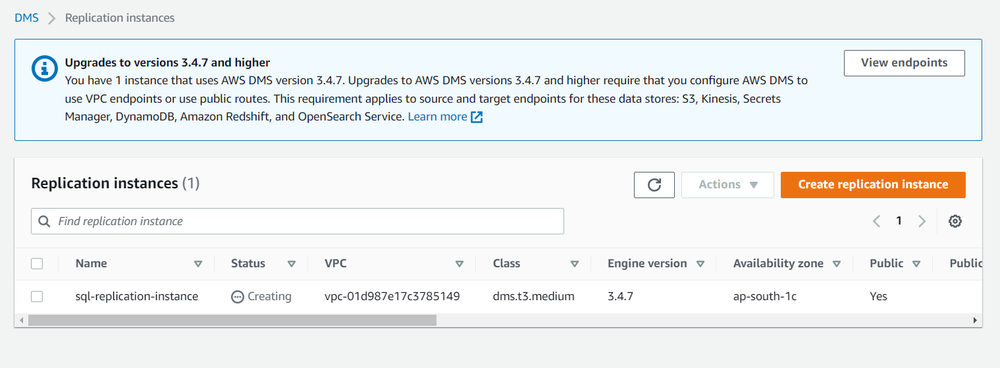 DMS > Replication instances
Upgrades to versions 3.4.7 and higher
View endpoints
You have 1 instance that uses AWS DMS version 3.4.7. Upgrades to AWS DMS versions 3.4.7 and higher require that you configure AWS DMS to
use VPC endpoints or use public routes. This requirement applies to source and target endpoints for these data stores: S3, Kinesis, Secrets
Manager, DynamoDB, Amazon Redshift, and OpenSearch Service. Learn more
Replication instances (1)
Actions
Create replication instance
Find replication instance
1
Name Status VPC Class Engine version Availability zone Public Public
sql-replication-instance Creating vpc-01d987e17c3785149 dms.t3.medium 3.4.7 ap-south-1c Yes